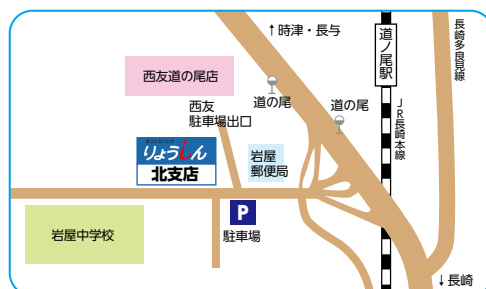 ↑時津・長与
道ノ尾駅
長崎多良見線
西友道の尾店
道の尾
道の尾
JR長崎本線
西友
駐車場出口
りょうしん
北支店
岩屋
郵便局
P
駐車場
岩屋中学校
↓長崎